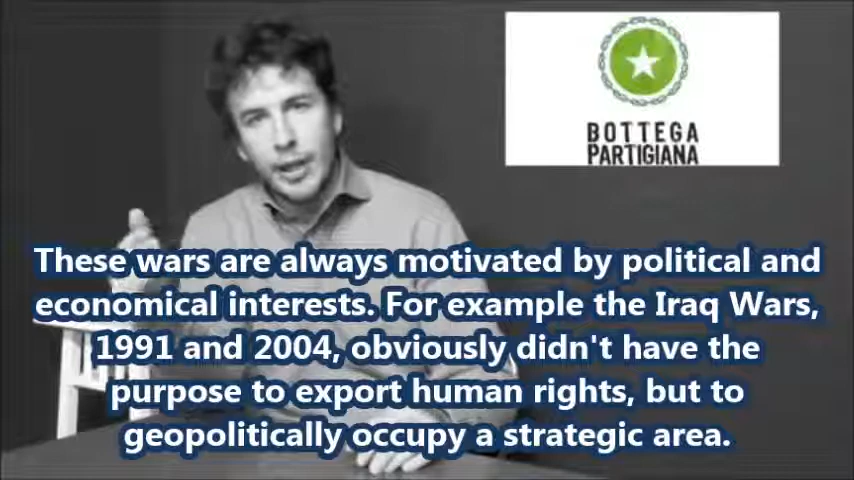 BOTTEGA
PARTIGIANA
These wars are always motivated by political and
economical interests. For example the Iraq Wars,
1991 and 2004, obviously didn't have the
purpose to export human rights, but to
geopolitically occupy a strategic area.